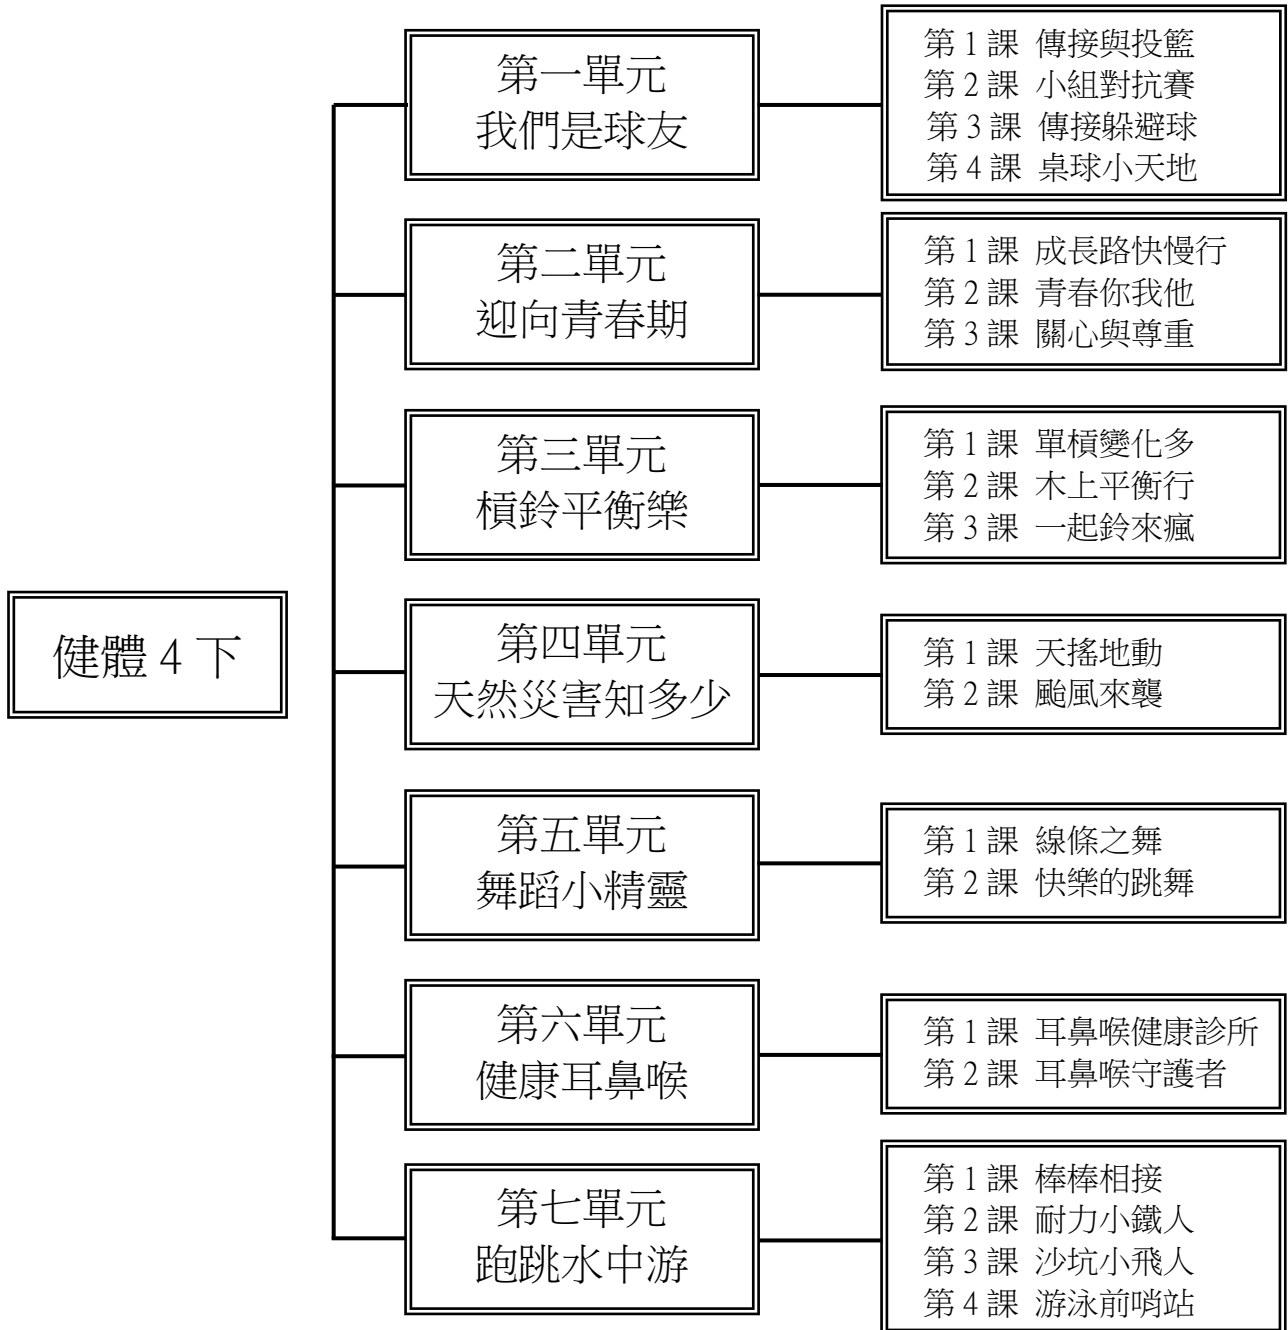 健體 4 下
第一單元
我們是球友
第 1 課 傳接與投籃
第 2 課 小組對抗賽
第 3 課 傳接躲避球
第 4 課 桌球小天地
第二單元
迎向青春期
第 1 課 成長路快慢行
第 2 課 青春你我他
第 3 課 關心與尊重
第三單元
槓鈴平衡樂
第 1 課 單槓變化多
第 2 課 木上平衡行
第 3 課 一起鈴來瘋
第四單元
天然災害知多少
第 1 課 天搖地動
第 2 課 颱風來襲
第五單元
舞蹈小精靈
第 1 課 線條之舞
第 2 課 快樂的跳舞
第六單元
健康耳鼻喉
第 1 課 耳鼻喉健康診所
第 2 課 耳鼻喉守護者
第七單元
跑跳水中游
第 1 課 棒棒相接
第 2 課 耐力小鐵人
第 3 課 沙坑小飛人
第 4 課 游泳前哨站